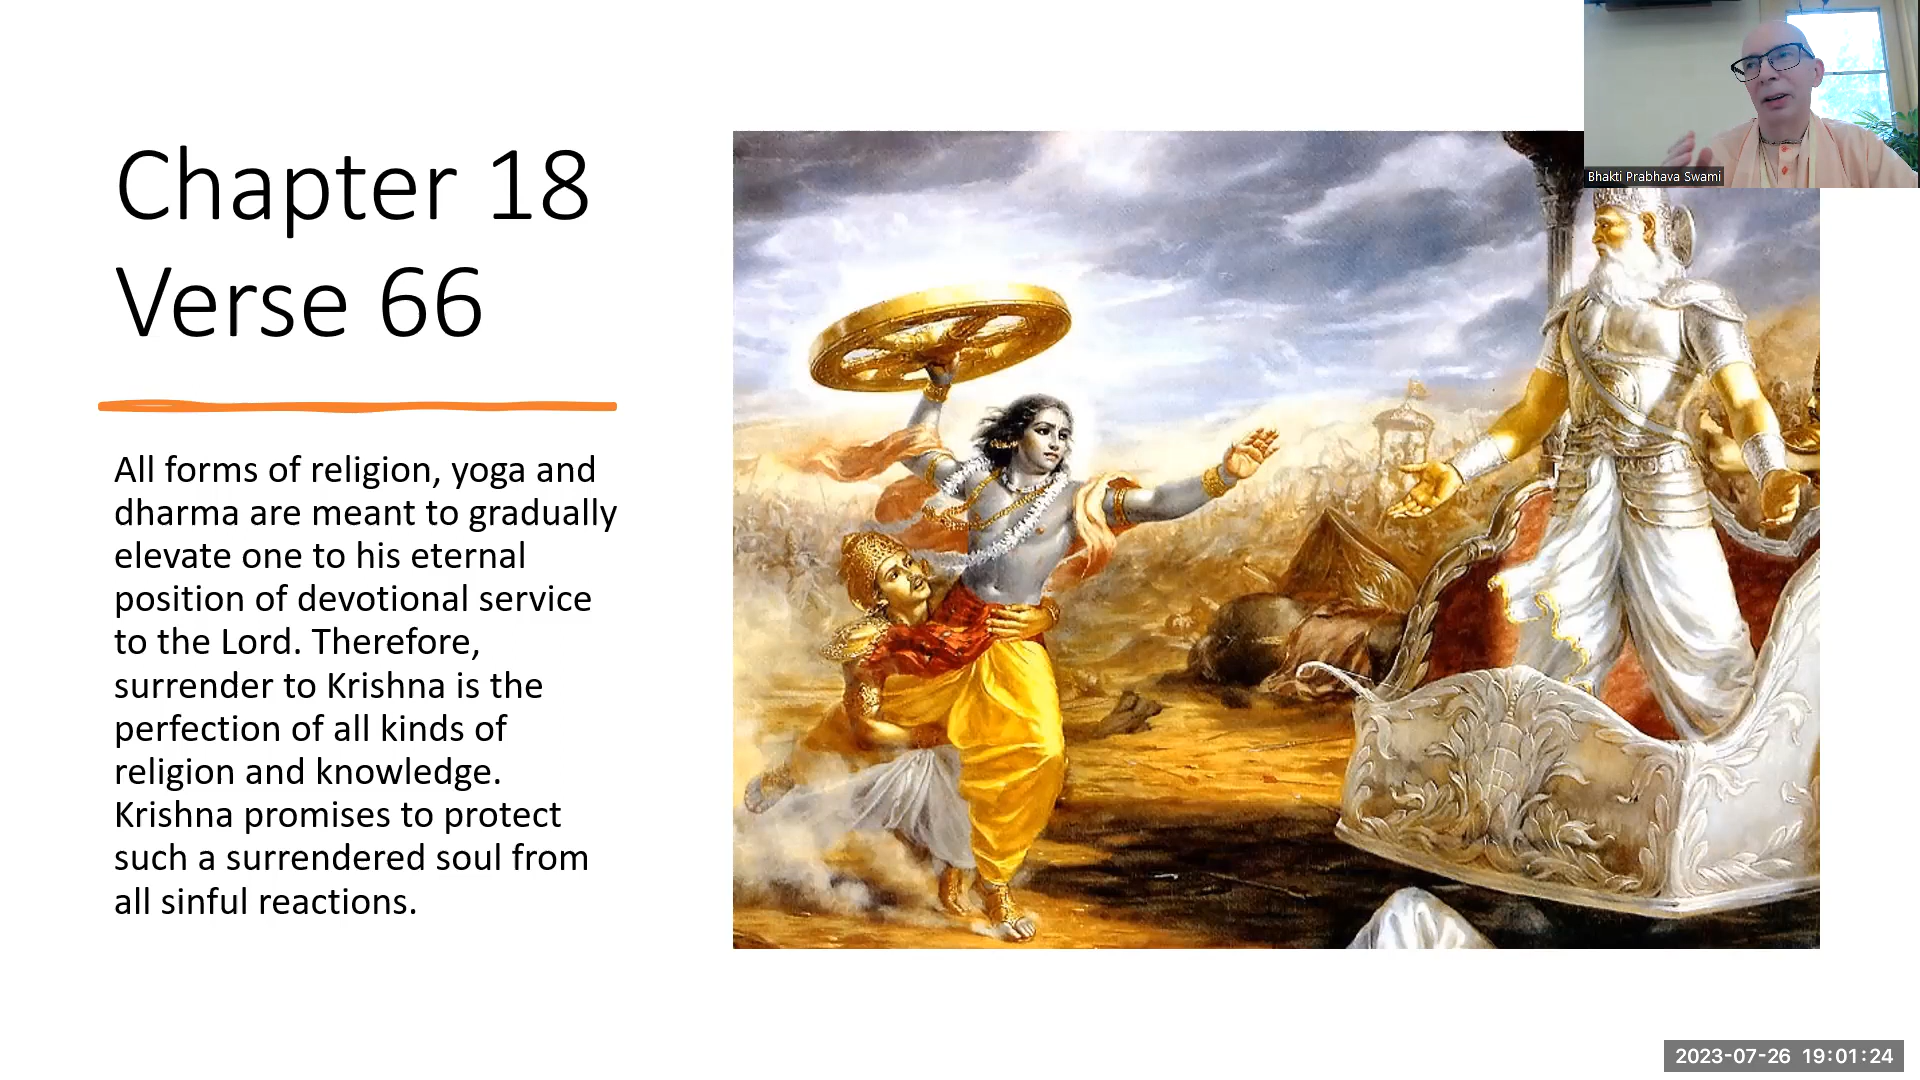 Chapter 18
Verse 66
All forms of religion, yoga and
dharma are meant to gradually
elevate one to his eternal
position of devotional service
to the Lord. Therefore,
surrender to Krishna is the
perfection of all kinds of
religion and knowledge.
Krishna promises to protect
such a surrendered soul from
all sinful reactions.
Bhakti Prabhava Swami
2023-07-26 19:01:24